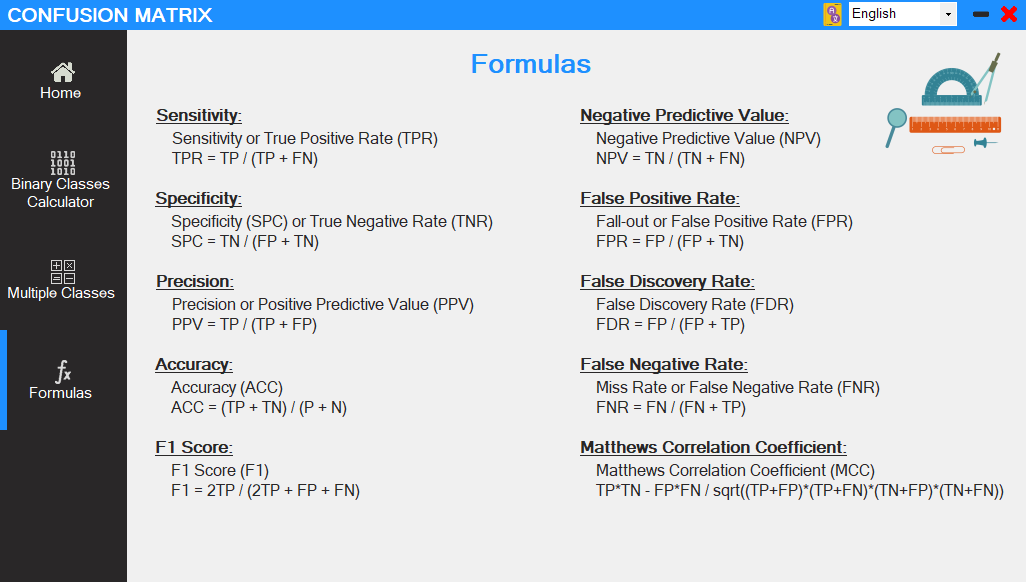 CONFUSION MATRIX
English
Home
0110
1001
1010
Binary Classes
Calculator
Multiple Classes
fx
Formulas
Formulas
Sensitivity:
Sensitivity or True Positive Rate (TPR)
TPR = TP / (TP + FN)
Specificity:
Specificity (SPC) or True Negative Rate (TNR)
SPC = TN / (FP + TN)
Precision:
Precision or Positive Predictive Value (PPV)
PPV = TP / (TP + FP)
Accuracy:
Accuracy (ACC)
ACC = (TP + TN) / (P + N)
F1 Score:
F1 Score (F1)
F1 = 2TP / (2TP + FP + FN)
Negative Predictive Value:
Negative Predictive Value (NPV)
NPV = TN / (TN + FN)
False Positive Rate:
Fall-out or False Positive Rate (FPR)
FPR = FP / (FP + TN)
False Discovery Rate:
False Discovery Rate (FDR)
FDR = FP / (FP + TP)
False Negative Rate:
Miss Rate or False Negative Rate (FNR)
FNR = FN / (FN + TP)
Matthews Correlation Coefficient:
Matthews Correlation Coefficient (MCC)
TP*TN - FP*FN / sqrt((TP+FP)*(TP+FN)*(TN+FP)*(TN+FN))